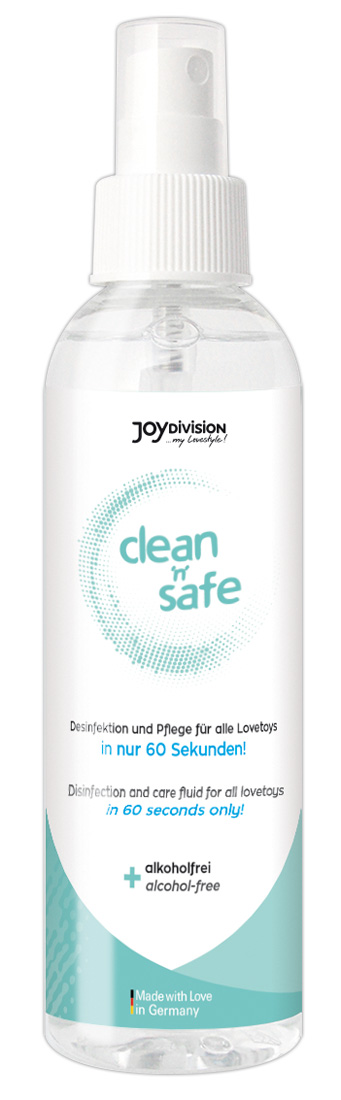 JOYDIVISION
...my Lovestyle!
clean
'n'
safe
Desinfektion und Pflege für alle Lovetoys
in nur 60 Sekunden!
Disinfection and care fluid for all lovetoys
in 60 seconds only!
+ alkoholfrei
alcohol-free
Made with Love
in Germany